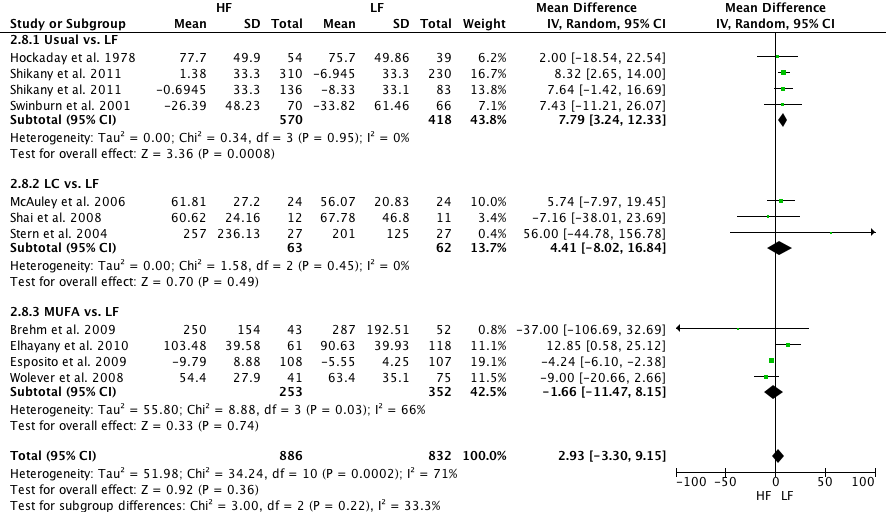 HF LF Mean Difference Mean Difference
Study or Subgroup Mean SD Total Mean SD Total Weight IV, Random, 95% CI IV, Random, 95% CI
2.8.1 Usual vs. LF
Hockaday et al. 1978 77.7 49.9 54 75.7 49.86 39 6.2% 2.00 [-18.54, 22.54]
Shikany et al. 2011 1.38 33.3 310 -6.945 33.3 230 16.7% 8.32 [2.65, 14.00]
Shikany et al. 2011 -0.6945 33.3 136 -8.33 33.1 83 13.8% 7.64 [-1.42, 16.69]
Swinburn et al. 2001 -26.39 48.23 70 -33.82 61.46 66 7.1% 7.43 [-11.21, 26.07]
Subtotal (95% CI) 570 418 43.8% 7.79 [3.24, 12.33]
Heterogeneity: Tau² = 0.00; Chi² = 0.34, df = 3 (P = 0.95); I² = 0%
Test for overall effect: Z = 3.36 (P = 0.0008)
2.8.2 LC vs. LF
McAuley et al. 2006 61.81 27.2 24 56.07 20.83 24 10.0% 5.74 [-7.97, 19.45]
Shai et al. 2008 60.62 24.16 12 67.78 46.8 11 3.4% -7.16 [-38.01, 23.69]
Stern et al. 2004 257 236.13 27 201 125 27 0.4% 56.00 [-44.78, 156.78]
Subtotal (95% CI) 63 62 13.7% 4.41 [-8.02, 16.84]
Heterogeneity: Tau² = 0.00; Chi² = 1.58, df = 2 (P = 0.45); I² = 0%
Test for overall effect: Z = 0.70 (P = 0.49)
2.8.3 MUFA vs. LF
Brehm et al. 2009 250 154 43 287 192.51 52 0.8% -37.00 [-106.69, 32.69]
Elhayany et al. 2010 103.48 39.58 61 90.63 39.93 118 11.1% 12.85 [0.58, 25.12]
Esposito et al. 2009 -9.79 8.88 108 -5.55 4.25 107 19.1% -4.24 [-6.10, -2.38]
Wolever et al. 2008 54.4 27.9 41 63.4 35.1 75 11.5% -9.00 [-20.66, 2.66]
Subtotal (95% CI) 253 352 42.5% -1.66 [-11.47, 8.15]
Heterogeneity: Tau² = 55.80; Chi² = 8.88, df = 3 (P = 0.03); I² = 66%
Test for overall effect: Z = 0.33 (P = 0.74)
Total (95% CI) 886 832 100.0% 2.93 [-3.30, 9.15]
Heterogeneity: Tau² = 51.98; Chi² = 34.24, df = 10 (P = 0.0002); I² = 71%
Test for overall effect: Z = 0.92 (P = 0.36)
Test for subgroup differences: Chi² = 3.00, df = 2 (P = 0.22), I² = 33.3%
-100 -50 0 50 100
HF LF